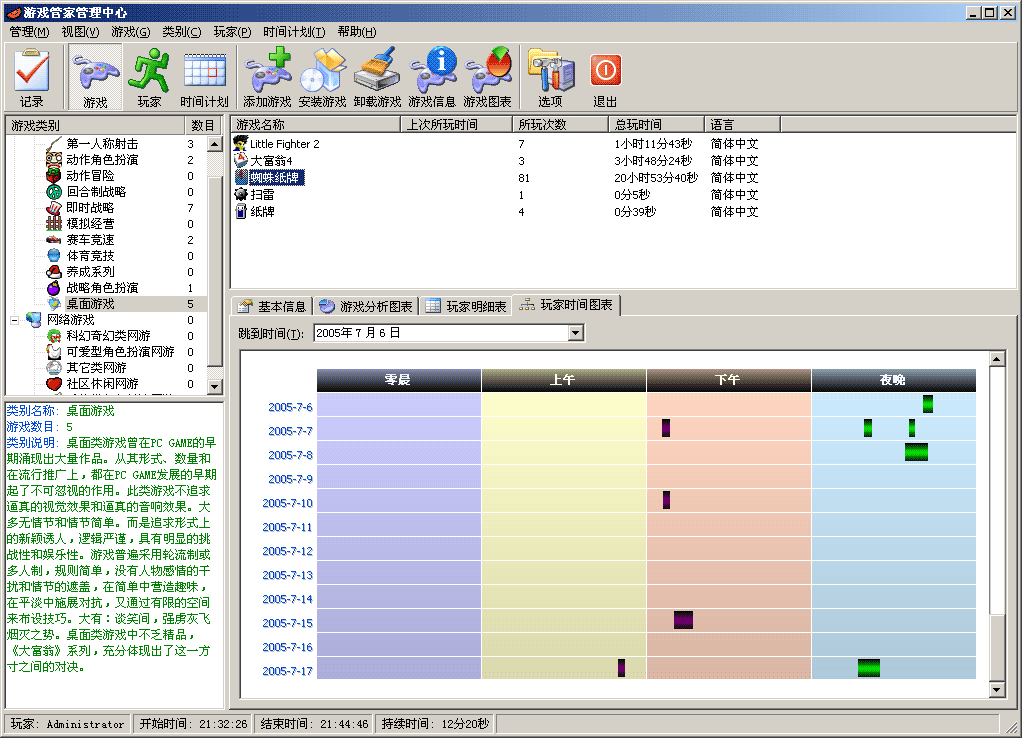 游戏管家管理中心
管理(M) 视图(V) 游戏(G) 类别(C) 玩家(P) 时间计划(T) 帮助(H)
记录 游戏 玩家 时间计划 添加游戏 安装游戏 卸载游戏 游戏信息 游戏图表 选项 退出
游戏类别 数目
第一人称射击 3
动作角色扮演 2
动作冒险 0
回合制战略 0
即时战略 7
模拟经营 0
赛车竞速 2
体育竞技 0
养成系列 0
战略角色扮演 1
桌面游戏 5
网络游戏 0
科幻奇幻类网游 0
可爱型角色扮演网游 0
其它类网游 0
社区休闲网游 0
类别名称: 桌面游戏
游戏数目: 5
类别说明: 桌面类游戏曾在PC GAME的早
期涌现出大量作品。从其形式、数量和
在流行推广上，都在PC GAME发展的早期
起了不可忽视的作用。此类游戏不追求
逼真的视觉效果和逼真的音响效果。大
多无情节和情节简单。而是追求形式上
的新颖诱人，逻辑严谨，具有明显的挑
战性和娱乐性。游戏普遍采用轮流制或
多人制，规则简单，没有人物感情的干
扰和情节的遮盖，在简单中营造趣味，
在平淡中施展对抗，又通过有限的空间
来布设技巧。大有：谈笑间，强虏灰飞
烟灭之势。桌面类游戏中不乏精品，
《大富翁》系列，充分体现出了这一方
寸之间的对决。
游戏名称 上次所玩时间 所玩次数 总玩时间 语言
Little Fighter 2 7 1小时11分43秒 简体中文
大富翁4 3 3小时48分24秒 简体中文
蜘蛛纸牌 81 20小时53分40秒 简体中文
扫雷 1 0分5秒 简体中文
纸牌 4 0分39秒 简体中文
基本信息 游戏分析图表 玩家明细表 玩家时间图表
跳到时间(T): 2005年 7 月 6 日
零晨 上午 下午 夜晚
2005-7-6
2005-7-7
2005-7-8
2005-7-9
2005-7-10
2005-7-11
2005-7-12
2005-7-13
2005-7-14
2005-7-15
2005-7-16
2005-7-17
玩家: Administrator 开始时间: 21:32:26 结束时间: 21:44:46 持续时间: 12分20秒